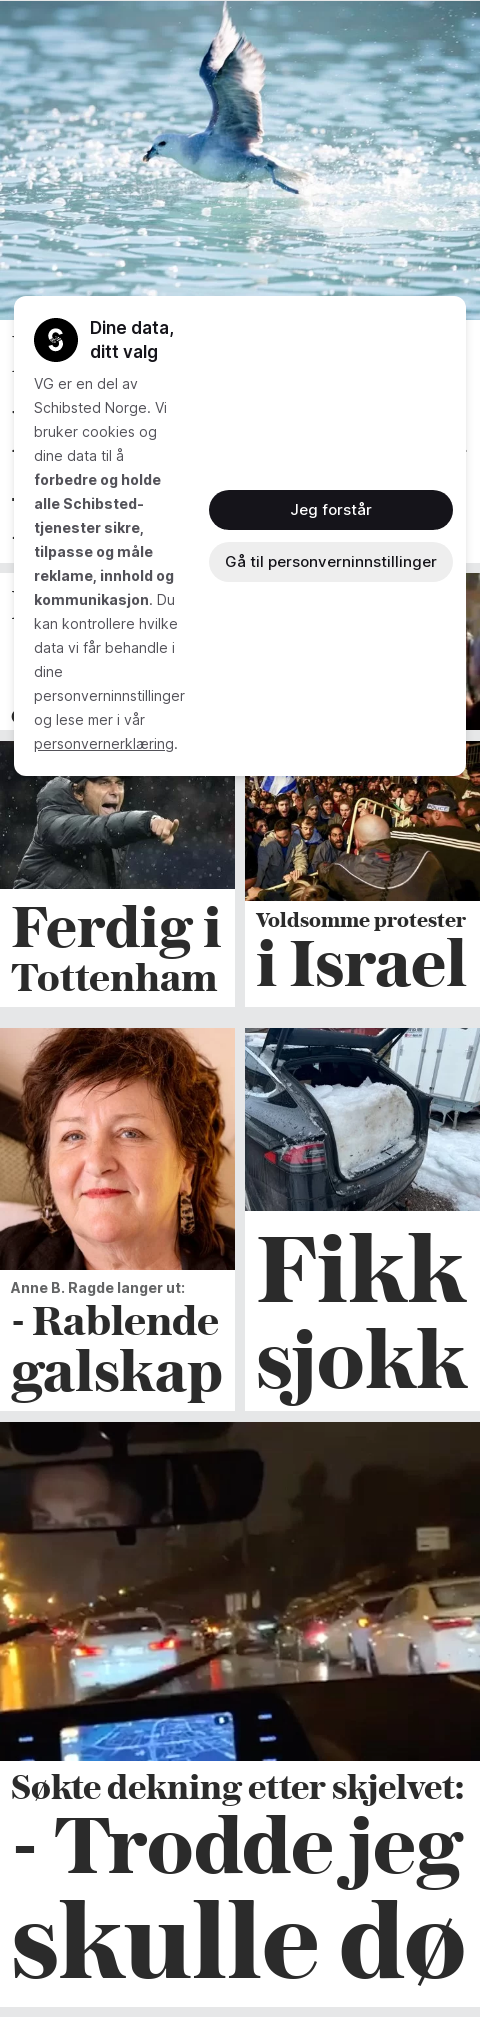 Dine data,
ditt valg
VG er en del av
Schibsted Norge. Vi
bruker cookies og
dine data til å
forbedre og holde
alle Schibsted-
tjenester sikre,
tilpasse og måle
reklame, innhold og
kommunikasjon. Du
kan kontrollere hvilke
data vi får behandle i
dine
personverninnstillinger
og lese mer i vår
personvernerklæring.
Jeg forstår
Gå til personverninnstillinger
Ferdig i
Tottenham
POLICE
Voldsomme protester
i Israel
Anne B. Ragde langer ut:
- Rablende
galskap
Fikk
sjokk
Søkte dekning etter skjelvet:
- Trodde jeg
skulle dø